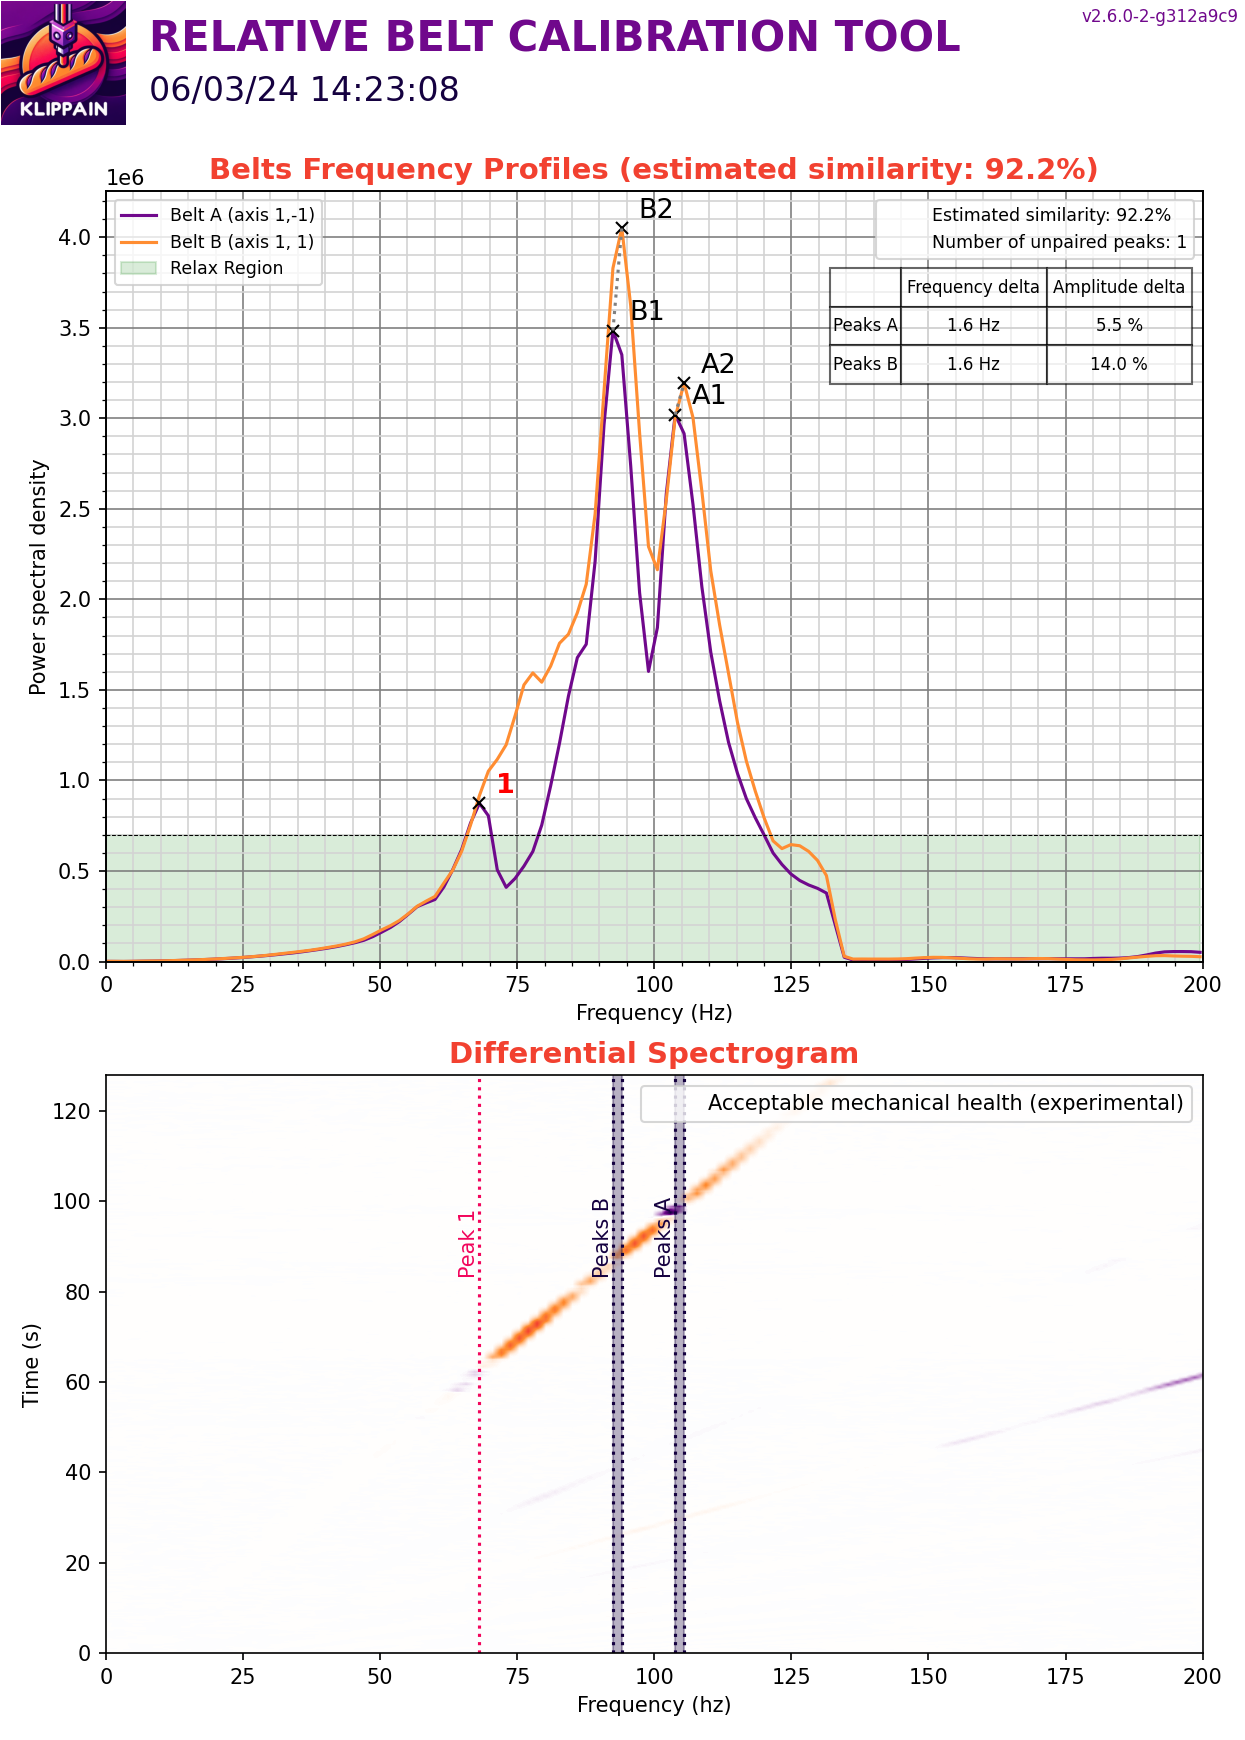 KLIPPAIN
RELATIVE BELT CALIBRATION TOOL
v2.6.0-2-g312a9c9
06/03/24 14:23:08
Belts Frequency Profiles (estimated similarity: 92.2%)
1e6
Belt A (axis 1,-1)
Belt B (axis 1, 1)
Relax Region
Estimated similarity: 92.2%
Number of unpaired peaks: 1
Frequency delta Amplitude delta
Peaks A 1.6 Hz 5.5 %
Peaks B 1.6 Hz 14.0 %
B2
B1
A2
A1
1
Power spectral density
4.0
3.5
3.0
2.5
2.0
1.5
1.0
0.5
0.0
0 25 50 75 100 125 150 175 200
Frequency (Hz)
Differential Spectrogram
Acceptable mechanical health (experimental)
Peak 1
Peaks B
Peaks A
Time (s)
120
100
80
60
40
20
0
0 25 50 75 100 125 150 175 200
Frequency (hz)